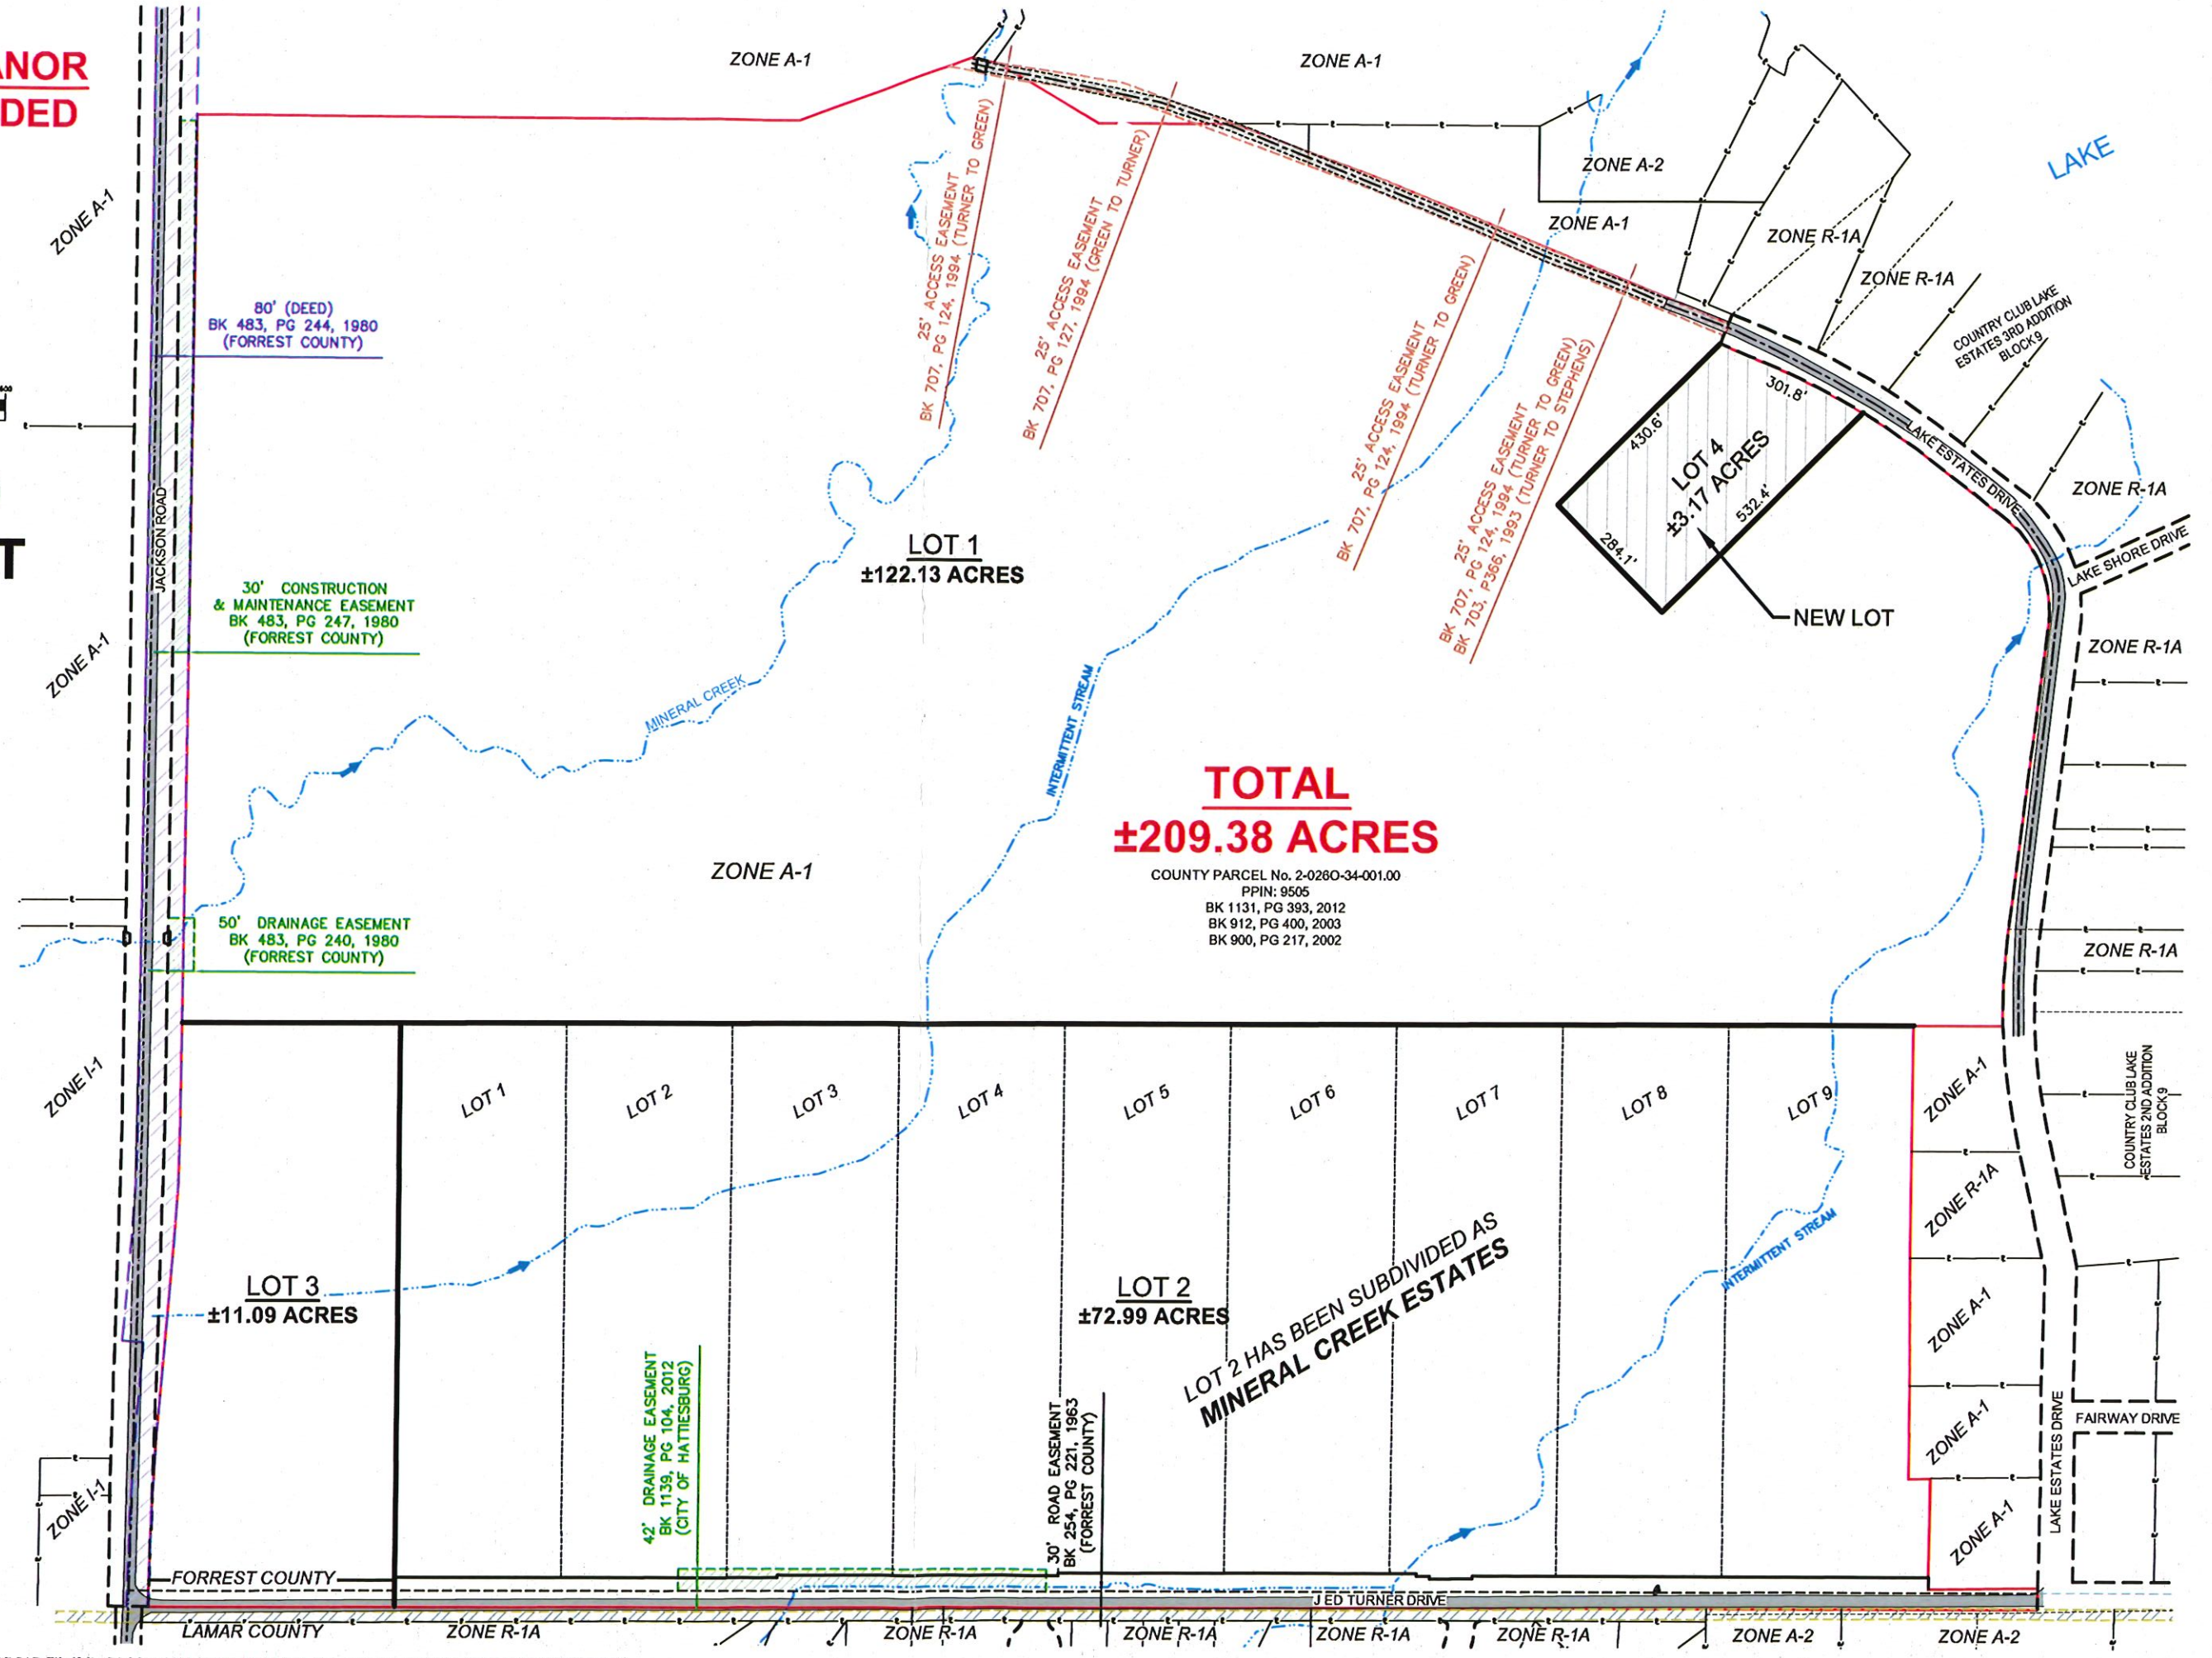 ANOR
DED
T
ZONE A-1
ZONE A-1
ZONE A-2
ZONE A-1
LAKE
ZONE R-1A
ZONE R-1A
COUNTRY CLUB LAKE
ESTATES 3RD ADDITION
BLOCK 9
ZONE A-1
25' ACCESS EASEMENT
BK 707, PG 124, 1994 (TURNER TO GREEN)
25' ACCESS EASEMENT
BK 707, PG 127, 1994 (GREEN TO TURNER)
25' ACCESS EASEMENT
BK 707, PG 124, 1994 (TURNER TO GREEN)
25' ACCESS EASEMENT
BK 707, PG 124, 1994 (TURNER TO GREEN)
BK 703, P366, 1993 (TURNER TO STEPHENS)
80' (DEED)
BK 483, PG 244, 1980
(FORREST COUNTY)
301.8'
430.6'
LOT 4
±3.17 ACRES
532.4'
284.1'
NEW LOT
LAKE ESTATES DRIVE
ZONE R-1A
LAKE SHORE DRIVE
JACKSON ROAD
LOT 1
±122.13 ACRES
30' CONSTRUCTION
& MAINTENANCE EASEMENT
BK 483, PG 247, 1980
(FORREST COUNTY)
ZONE A-1
ZONE R-1A
MINERAL CREEK
INTERMITTENT STREAM
TOTAL
±209.38 ACRES
COUNTY PARCEL No. 2-026O-34-001.00
PPIN: 9505
BK 1131, PG 393, 2012
BK 912, PG 400, 2003
BK 900, PG 217, 2002
ZONE A-1
50' DRAINAGE EASEMENT
BK 483, PG 240, 1980
(FORREST COUNTY)
ZONE R-1A
ZONE I-1
LOT 1
LOT 2
LOT 3
LOT 4
LOT 5
LOT 6
LOT 7
LOT 8
LOT 9
ZONE A-1
COUNTRY CLUB LAKE
ESTATES 2ND ADDITION
BLOCK 9
ZONE R-1A
LOT 3
±11.09 ACRES
LOT 2
±72.99 ACRES
LOT 2 HAS BEEN SUBDIVIDED AS
MINERAL CREEK ESTATES
INTERMITTENT STREAM
ZONE A-1
42' DRAINAGE EASEMENT
BK 1139, PG 104, 2012
(CITY OF HATTIESBURG)
30' ROAD EASEMENT
BK 254, PG 221, 1963
(FORREST COUNTY)
ZONE A-1
LAKE ESTATES DRIVE
FAIRWAY DRIVE
ZONE I-1
ZONE A-1
FORREST COUNTY
J ED TURNER DRIVE
LAMAR COUNTY
ZONE R-1A
ZONE R-1A
ZONE R-1A
ZONE R-1A
ZONE R-1A
ZONE A-2
ZONE A-2